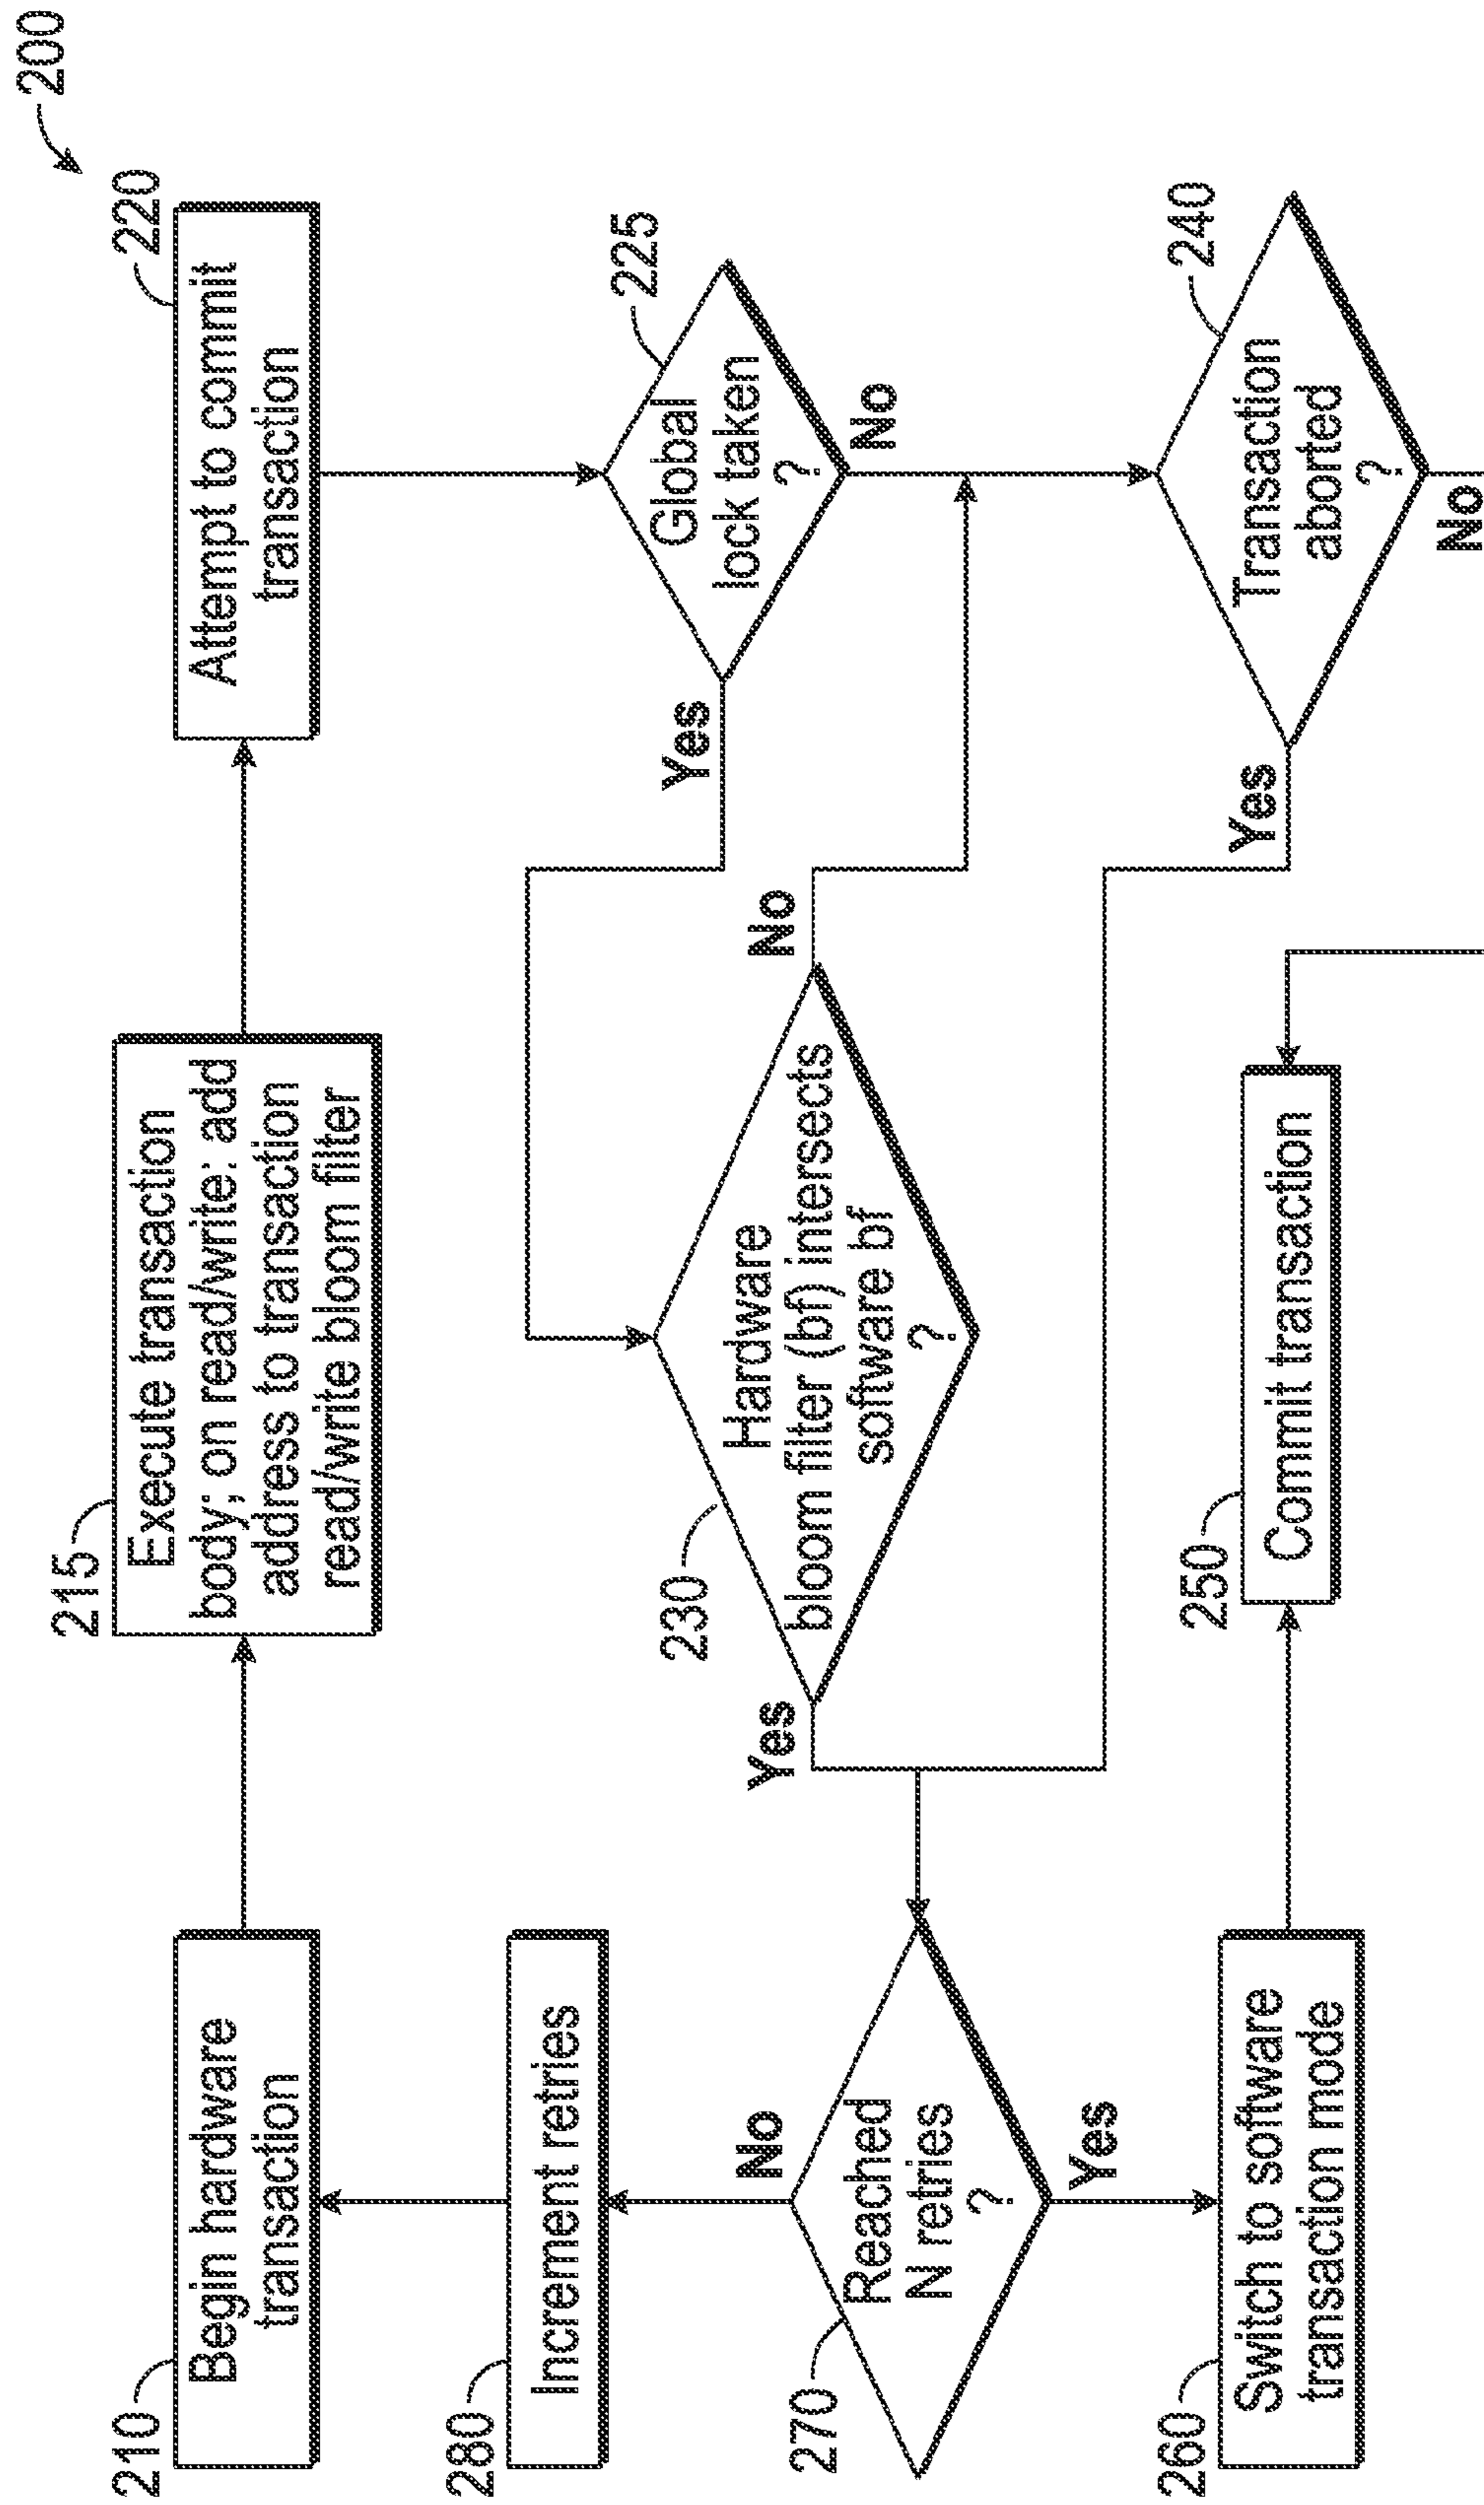 200
210
Begin hardware
transaction
215
Execute transaction
body; on read/write: add
address to transaction
read/write bloom filter
220
Attempt to commit
transaction
280
Increment retries
225
Global
lock taken
?
Yes
No
230
Hardware
bloom filter (bf) intersects
software bf
?
Yes
No
270
Reached
N retries
?
No
Yes
240
Transaction
aborted
?
Yes
No
260
Switch to software
transaction mode
250
Commit transaction